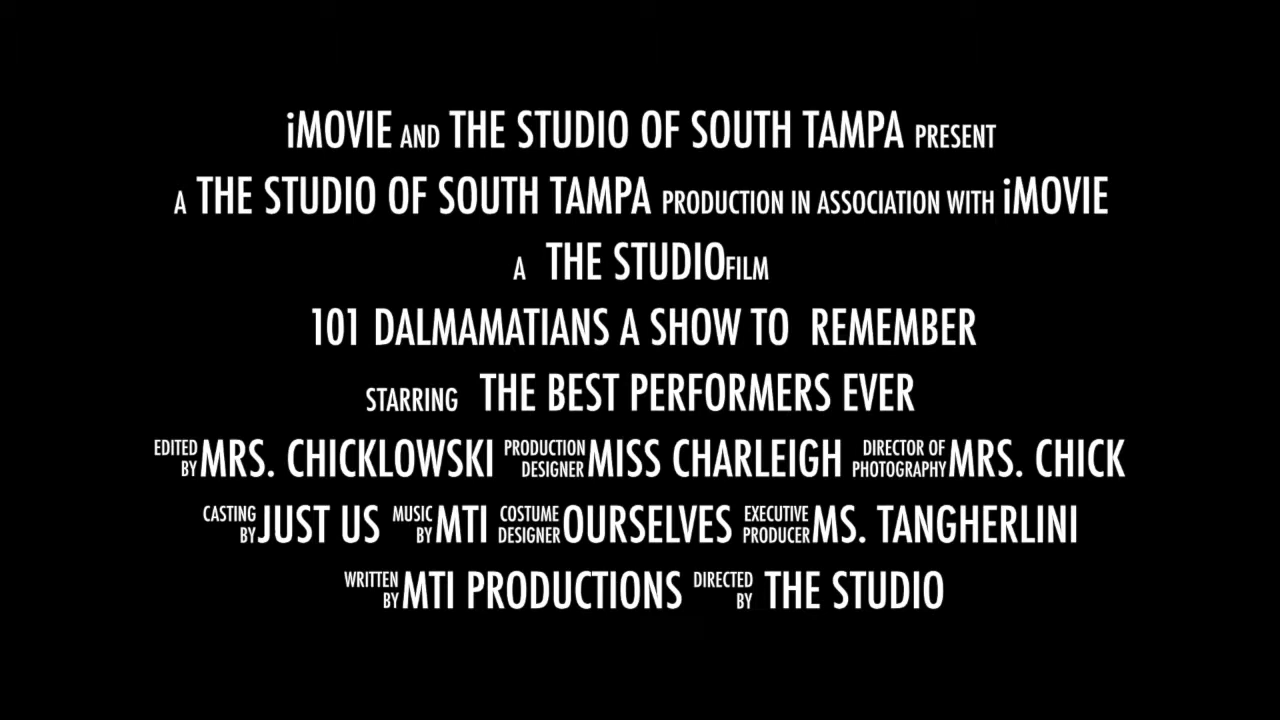 iMOVIE AND THE STUDIO OF SOUTH TAMPA PRESENT
A THE STUDIO OF SOUTH TAMPA PRODUCTION IN ASSOCIATION WITH iMOVIE
A THE STUDIOFILM
101 DALMAMATIANS A SHOW TO REMEMBER
STARRING THE BEST PERFORMERS EVER
EDITED BY MRS. CHICKLOWSKI PRODUCTION DESIGNER MISS CHARLEIGH DIRECTOR OF PHOTOGRAPHY MRS. CHICK
CASTING BY JUST US MUSIC BY MTI COSTUME DESIGNER OURSELVES EXECUTIVE PRODUCER MS. TANGHERLINI
WRITTEN BY MTI PRODUCTIONS DIRECTED BY THE STUDIO